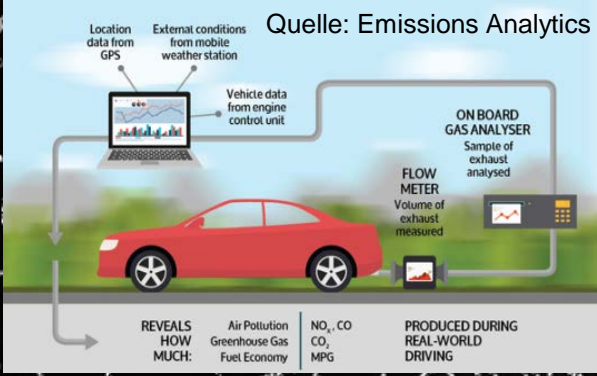 Quelle: Emissions Analytics
Location
data from
GPS
External conditions
from mobile
weather station
Vehicle data
from engine
control unit
ON BOARD
GAS ANALYSER
Sample of
exhaust
analysed
FLOW
METER
Volume of
exhaust
measured
REVEALS
HOW
MUCH:
Air Pollution
Greenhouse Gas
Fuel Economy
NOₓ, CO
CO₂
MPG
PRODUCED DURING
REAL-WORLD
DRIVING